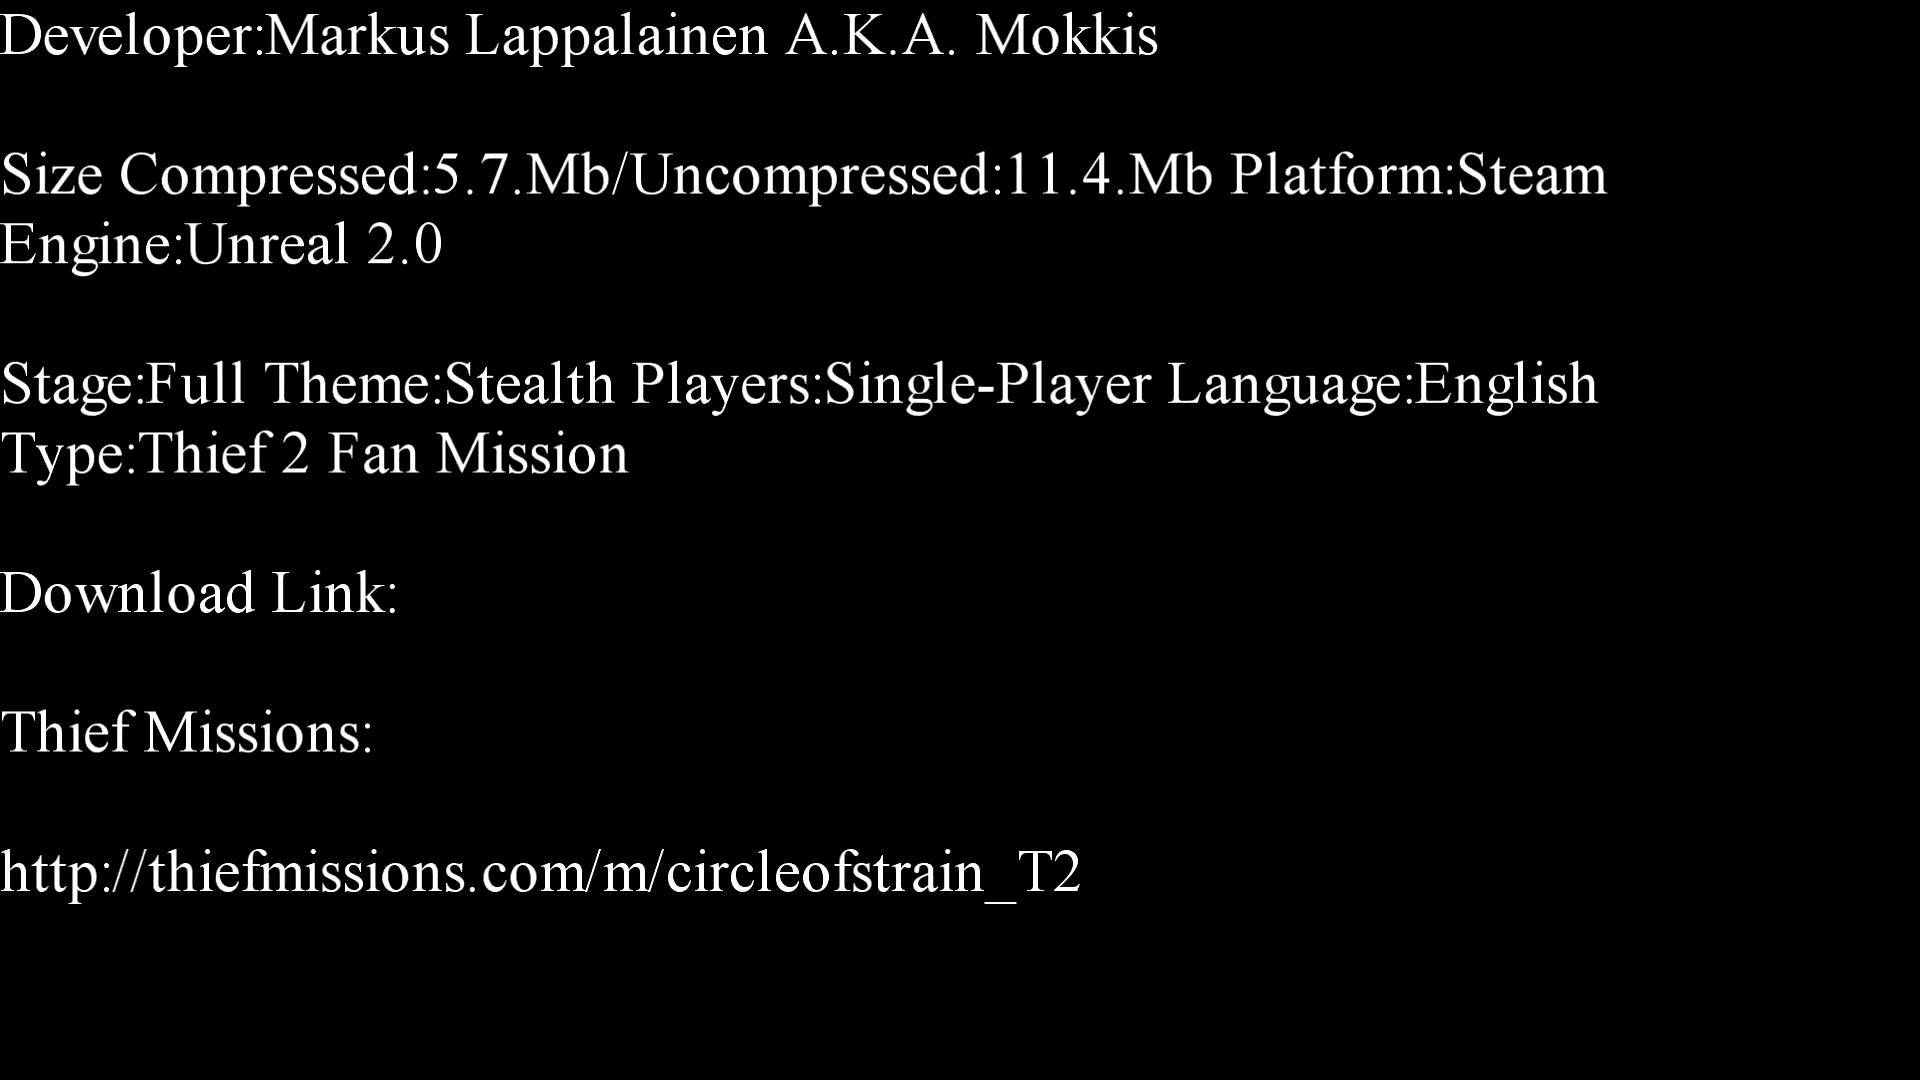 Developer:Markus Lappalainen A.K.A. Mokkis
Size Compressed:5.7.Mb/Uncompressed:11.4.Mb Platform:Steam
Engine:Unreal 2.0
Stage:Full Theme:Stealth Players:Single-Player Language:English
Type:Thief 2 Fan Mission
Download Link:
Thief Missions:
http://thiefmissions.com/m/circleofstrain_T2